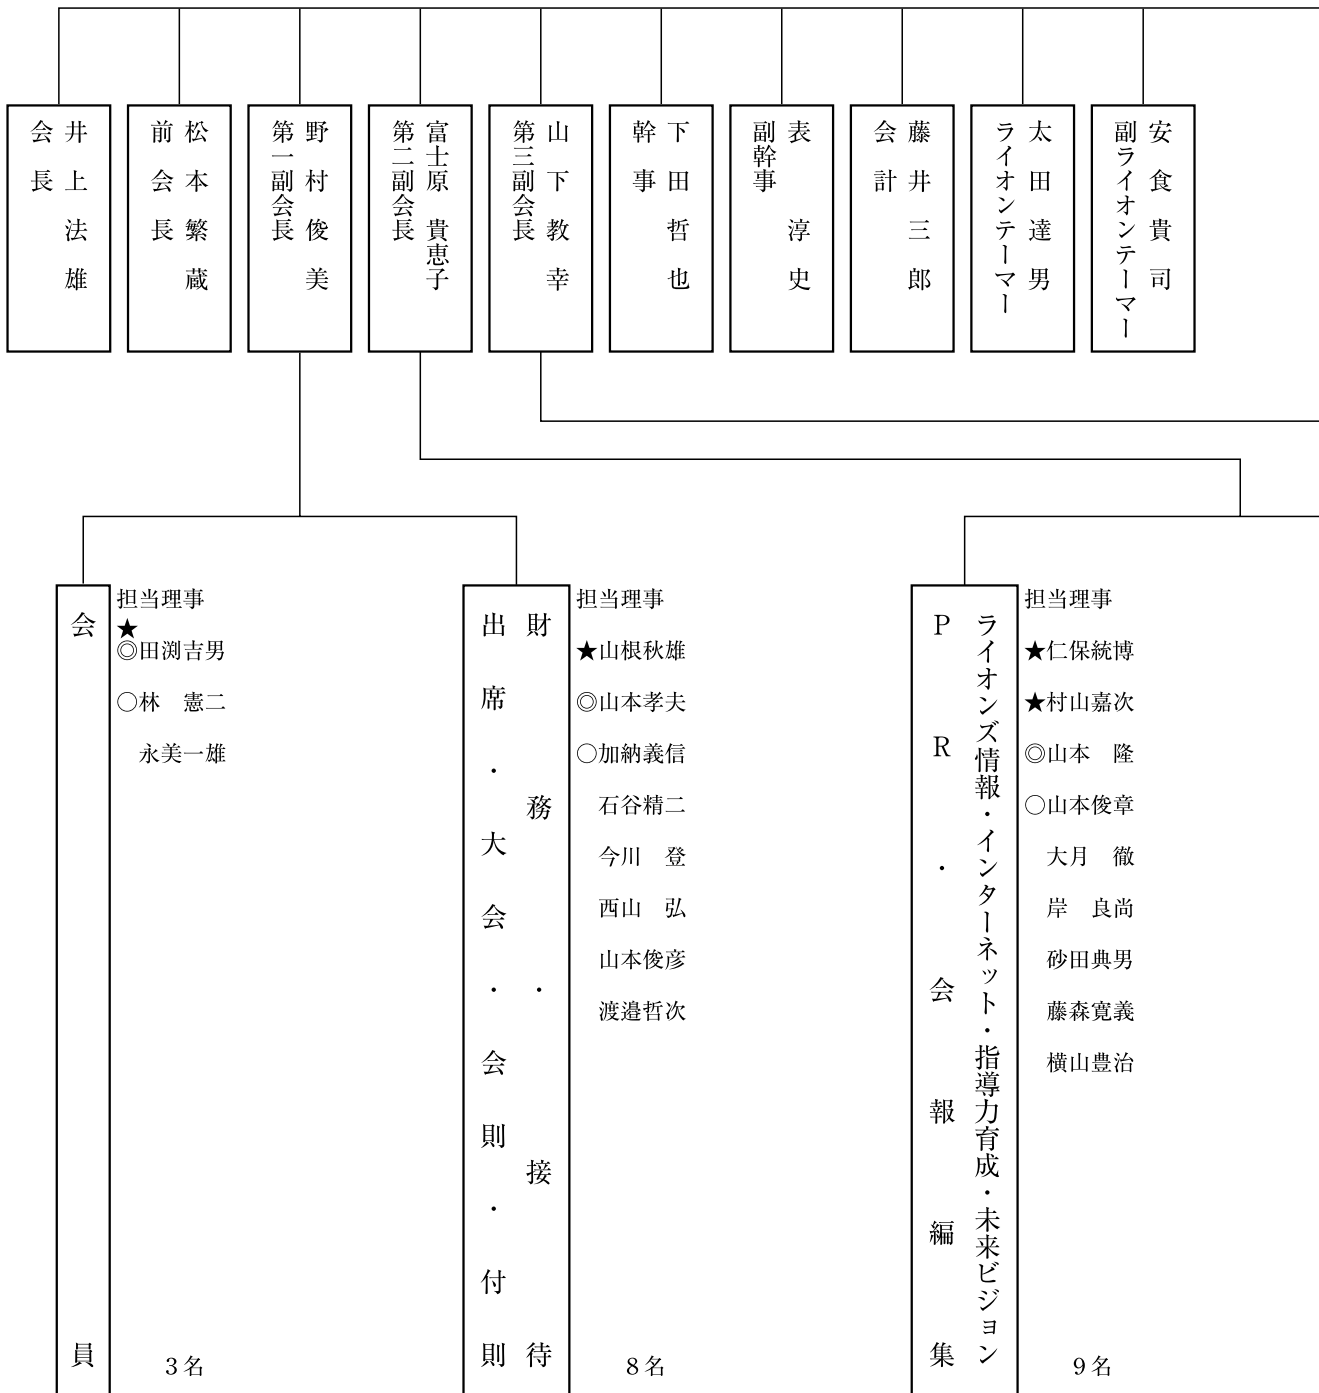 会長
井上法雄
前会長
松本繁蔵
第一副会長
野村俊美
第二副会長
富士原 貴恵子
第三副会長
山下教幸
幹事
下田哲也
副幹事
表 淳史
会計
藤井三郎
ライオンテーマー
太田達男
副ライオンテーマー
安食貴司
会員
担当理事
★
◎田渕吉男
○林 憲二
永美一雄
3名
財務・接待
出席・大会・会則・付則
担当理事
★山根秋雄
◎山本孝夫
○加納義信
石谷精二
今川 登
西山 弘
山本俊彦
渡邉哲次
8名
ライオンズ情報・インターネット・指導力育成・未来ビジョン
PR・会報編集
担当理事
★仁保統博
★村山嘉次
◎山本 隆
○山本俊章
大月 徹
岸 良尚
砂田典男
藤森寛義
横山豊治
9名